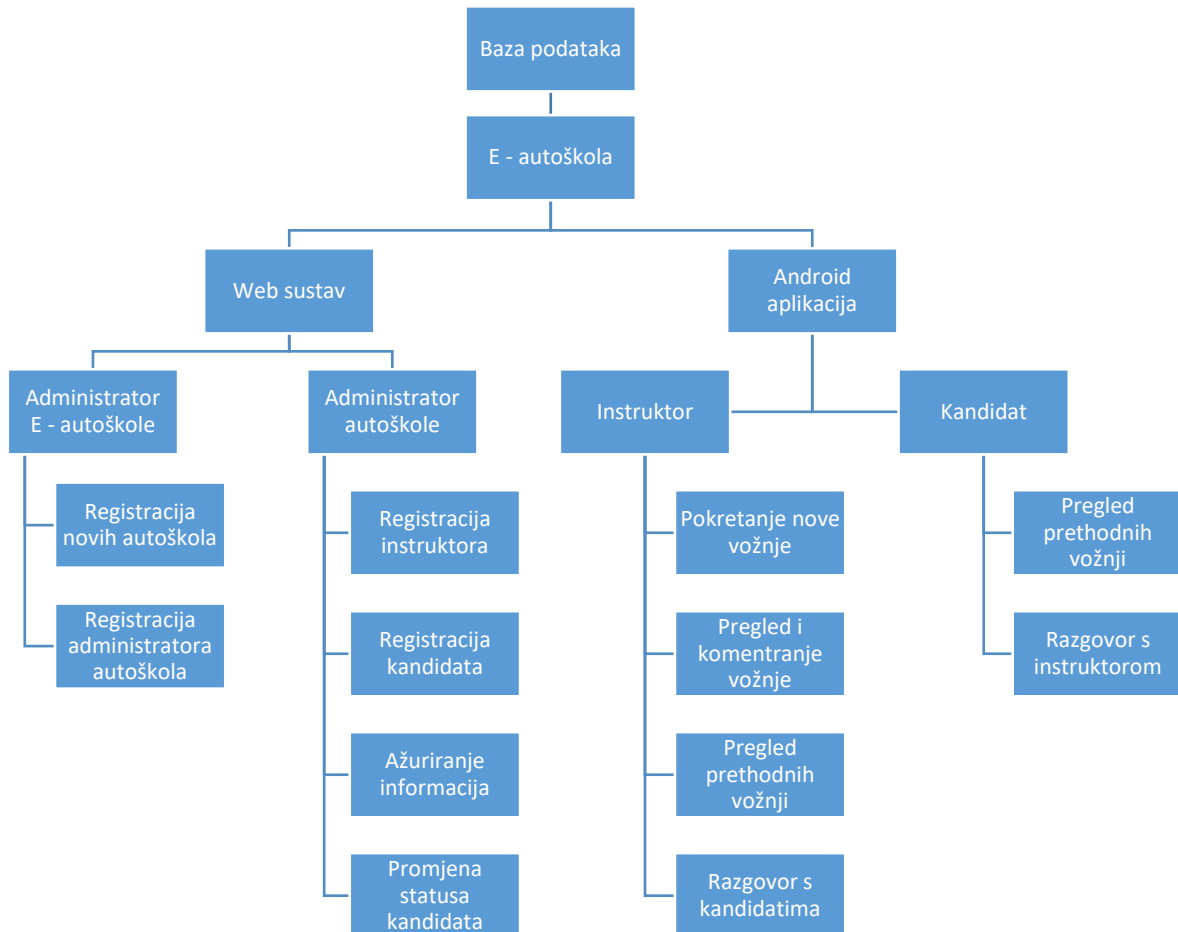 Baza podataka
E - autoškola
Web sustav
Android
aplikacija
Administrator
E - autoškole
Administrator
autoškole
Instruktor
Kandidat
Registracija
novih autoškola
Registracija
administratora
autoškola
Registracija
instruktora
Registracija
kandidata
Ažuriranje
informacija
Promjena
statusa
kandidata
Pokretanje nove
vožnje
Pregled i
komentranje
vožnje
Pregled
prethodnih
vožnji
Razgovor s
kandidatima
Pregled
prethodnih
vožnji
Razgovor s
instruktorom